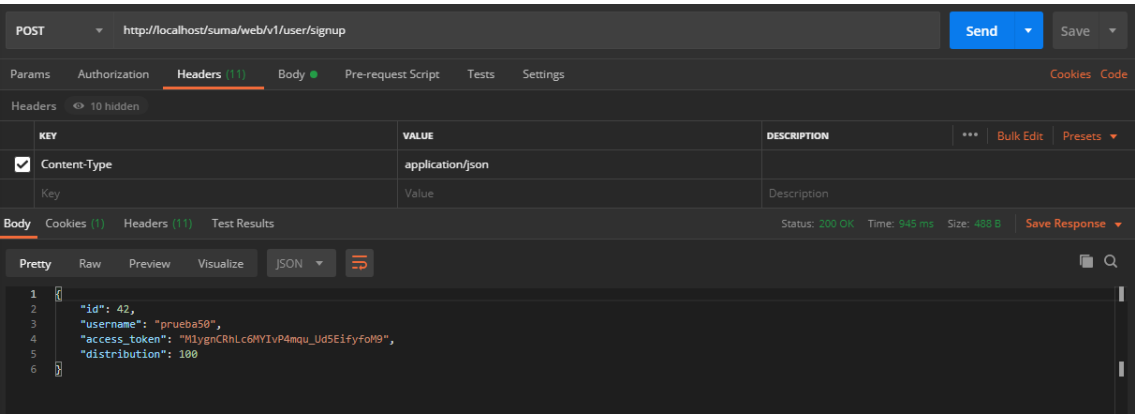 POST http://localhost/suma/web/v1/user/signup Send Save
Params Authorization Headers (11) Body Pre-request Script Tests Settings Cookies Code
Headers 10 hidden
KEY VALUE DESCRIPTION ••• Bulk Edit Presets
Content-Type application/json
Key Value Description
Body Cookies (1) Headers (11) Test Results Status: 200 OK Time: 945 ms Size: 488 B Save Response
Pretty Raw Preview Visualize JSON
1 {
2 "id": 42,
3 "username": "prueba50",
4 "access_token": "M1ygnCRhLc6MYIvP4mqu_Ud5EifyfoM9",
5 "distribution": 100
6 }